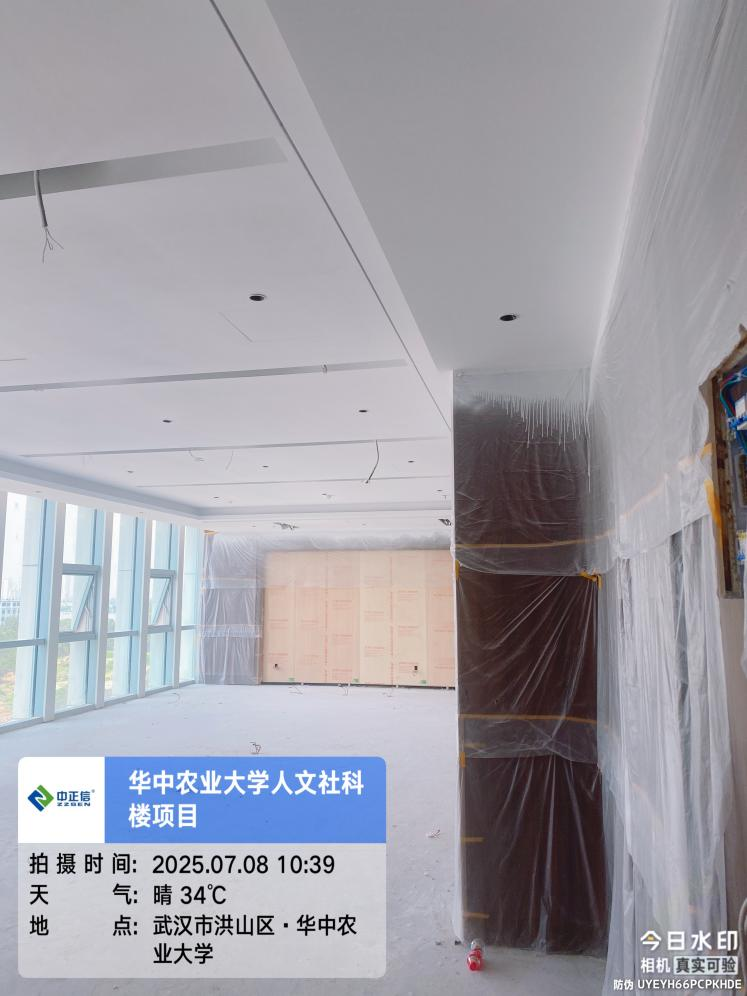 中正信
ZZSEN
华中农业大学人文社科
楼项目
拍摄时间: 2025.07.08 10:39
天气: 晴 34℃
地点: 武汉市洪山区·华中农
业大学
今日水印
相机 真实可验
防伪 UYEYH66PCPKHDE